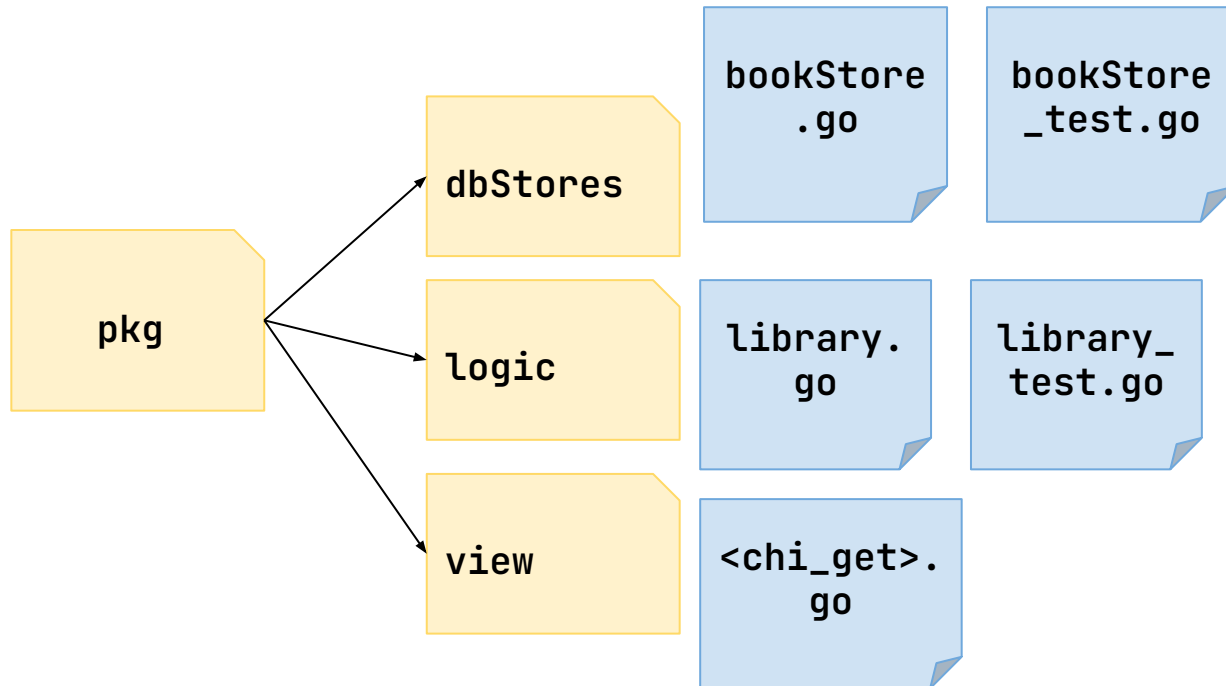 pkg
dbStores
bookStore
.go
bookStore
_test.go
logic
library.
go
library_
test.go
view
<chi_get>.
go